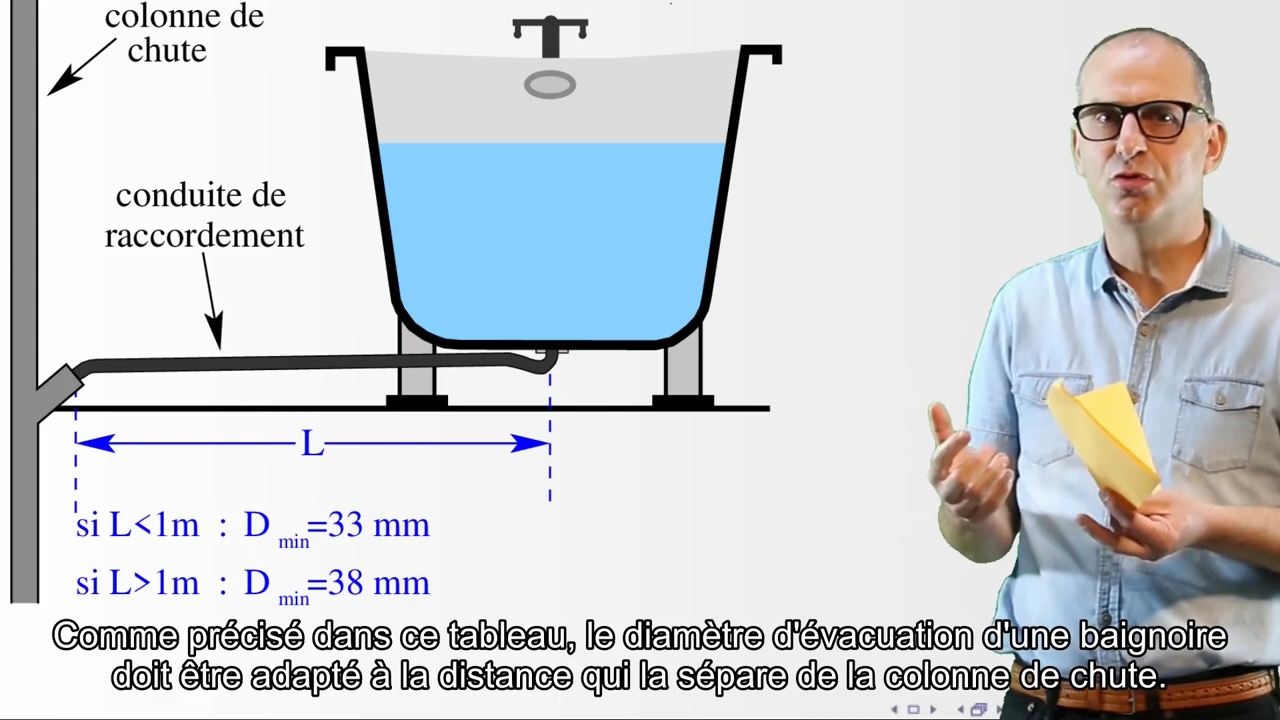 colonne de
chute
conduite de
raccordement
L
si L<1m : D min=33 mm
si L>1m : D min=38 mm
Comme précisé dans ce tableau, le diamètre d'évacuation d'une baignoire
doit être adapté à la distance qui la sépare de la colonne de chute.